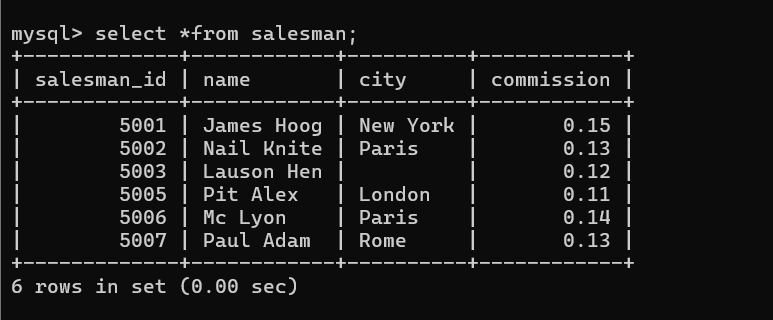 mysql> select *from salesman;
+-------------+------------+----------+------------+
| salesman_id | name       | city     | commission |
+-------------+------------+----------+------------+
|        5001 | James Hoog | New York |       0.15 |
|        5002 | Nail Knite | Paris    |       0.13 |
|        5003 | Lauson Hen |          |       0.12 |
|        5005 | Pit Alex   | London   |       0.11 |
|        5006 | Mc Lyon    | Paris    |       0.14 |
|        5007 | Paul Adam  | Rome     |       0.13 |
+-------------+------------+----------+------------+
6 rows in set (0.00 sec)